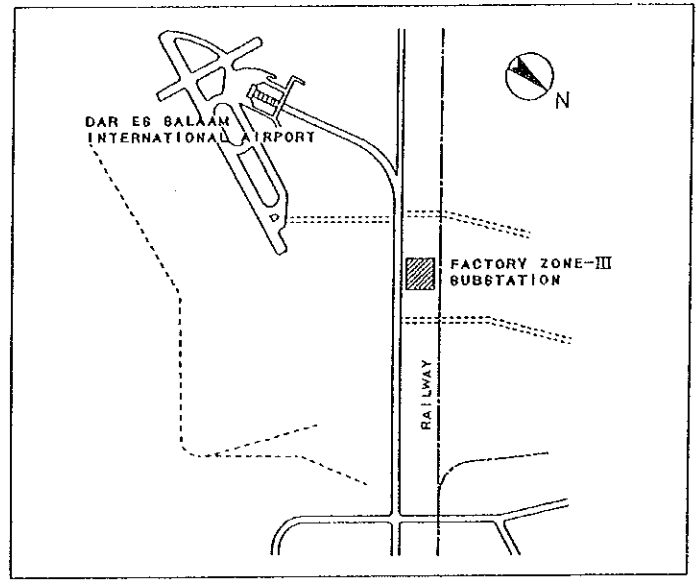 N
DAR ES SALAAM
INTERNATIONAL AIRPORT
FACTORY ZONE-III
SUBSTATION
RAILWAY